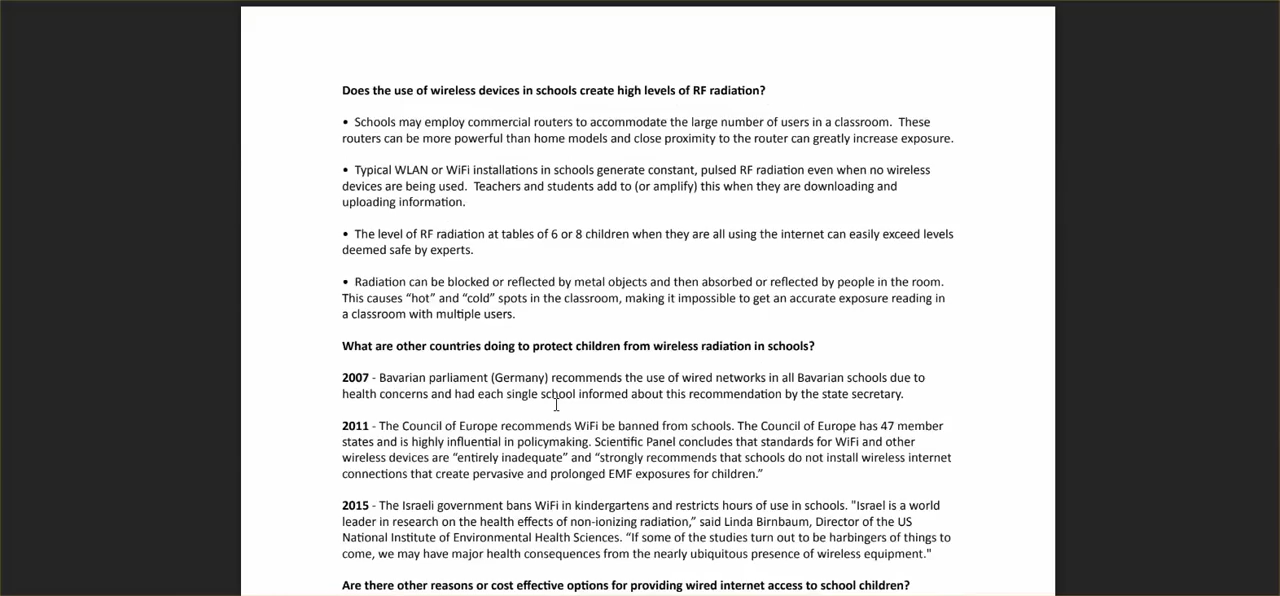 Does the use of wireless devices in schools create high levels of RF radiation?
• Schools may employ commercial routers to accommodate the large number of users in a classroom.  These
routers can be more powerful than home models and close proximity to the router can greatly increase exposure.
• Typical WLAN or WiFi installations in schools generate constant, pulsed RF radiation even when no wireless
devices are being used.  Teachers and students add to (or amplify) this when they are downloading and
uploading information.
• The level of RF radiation at tables of 6 or 8 children when they are all using the internet can easily exceed levels
deemed safe by experts.
• Radiation can be blocked or reflected by metal objects and then absorbed or reflected by people in the room.
This causes “hot” and “cold” spots in the classroom, making it impossible to get an accurate exposure reading in
a classroom with multiple users.
What are other countries doing to protect children from wireless radiation in schools?
2007 - Bavarian parliament (Germany) recommends the use of wired networks in all Bavarian schools due to
health concerns and had each single school informed about this recommendation by the state secretary.
2011 - The Council of Europe recommends WiFi be banned from schools. The Council of Europe has 47 member
states and is highly influential in policymaking. Scientific Panel concludes that standards for WiFi and other
wireless devices are “entirely inadequate” and “strongly recommends that schools do not install wireless internet
connections that create pervasive and prolonged EMF exposures for children.”
2015 - The Israeli government bans WiFi in kindergartens and restricts hours of use in schools. "Israel is a world
leader in research on the health effects of non-ionizing radiation,” said Linda Birnbaum, Director of the US
National Institute of Environmental Health Sciences. “If some of the studies turn out to be harbingers of things to
come, we may have major health consequences from the nearly ubiquitous presence of wireless equipment."
Are there other reasons or cost effective options for providing wired internet access to school children?